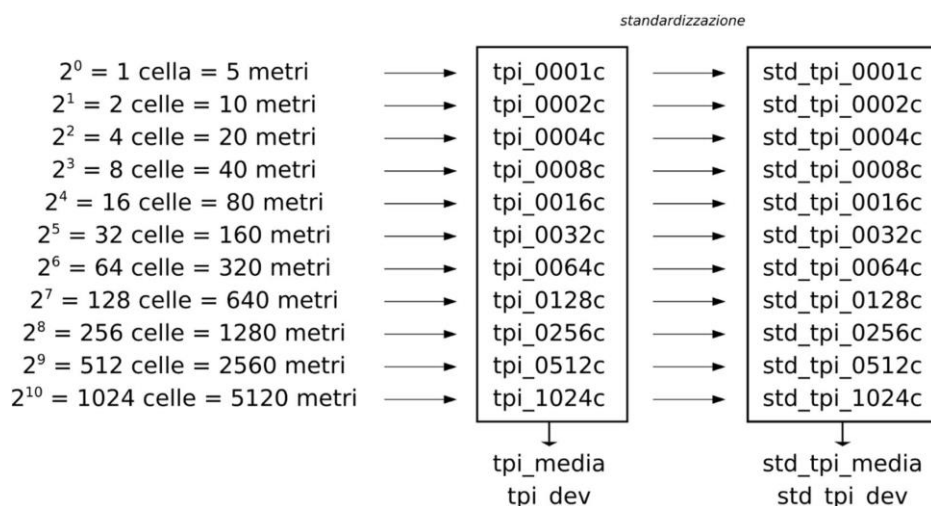 standardizzazione
2⁰ = 1 cella = 5 metri tpi_0001c std_tpi_0001c
2¹ = 2 celle = 10 metri tpi_0002c std_tpi_0002c
2² = 4 celle = 20 metri tpi_0004c std_tpi_0004c
2³ = 8 celle = 40 metri tpi_0008c std_tpi_0008c
2⁴ = 16 celle = 80 metri tpi_0016c std_tpi_0016c
2⁵ = 32 celle = 160 metri tpi_0032c std_tpi_0032c
2⁶ = 64 celle = 320 metri tpi_0064c std_tpi_0064c
2⁷ = 128 celle = 640 metri tpi_0128c std_tpi_0128c
2⁸ = 256 celle = 1280 metri tpi_0256c std_tpi_0256c
2⁹ = 512 celle = 2560 metri tpi_0512c std_tpi_0512c
2¹⁰ = 1024 celle = 5120 metri tpi_1024c std_tpi_1024c
tpi_media std_tpi_media
tpi_dev std_tpi_dev